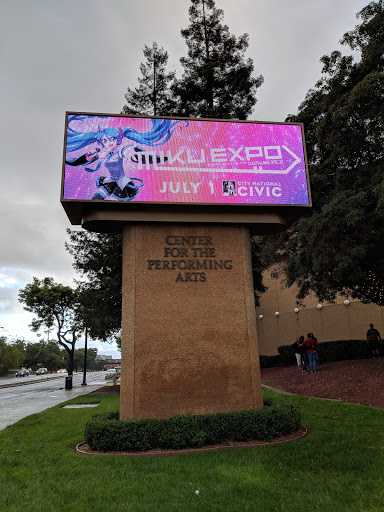 MIKU EXPO
JULY 1 CITY NATIONAL CIVIC
CENTER
FOR THE
PERFORMING
ARTS